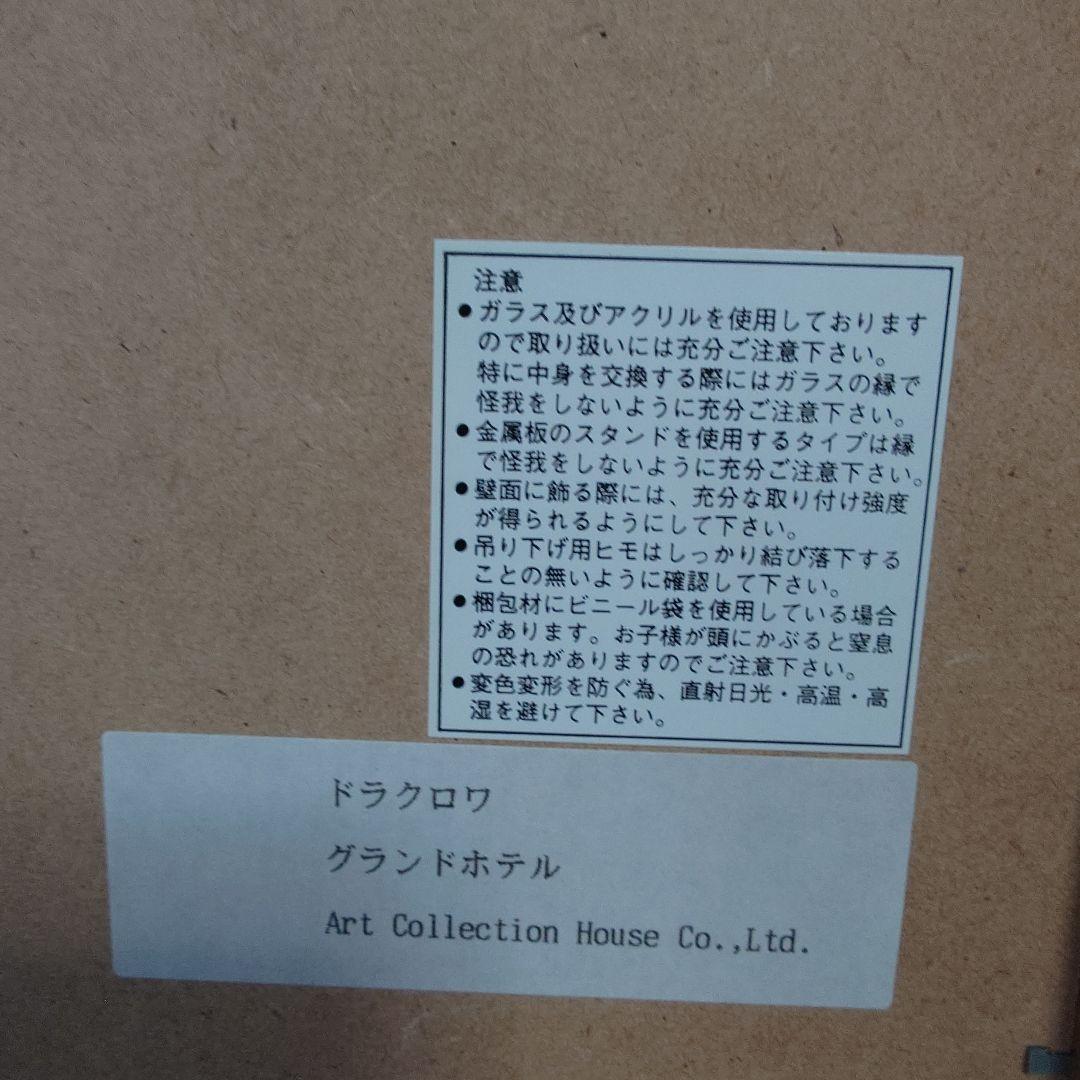 注意
●ガラス及びアクリルを使用しております
ので取り扱いには充分ご注意下さい。
特に中身を交換する際にはガラスの縁で
怪我をしないように充分ご注意下さい。
●金属板のスタンドを使用するタイプは縁
で怪我をしないように充分ご注意下さい。
●壁面に飾る際には、充分な取り付け強度
が得られるようにして下さい。
●吊り下げ用ヒモはしっかり結び落下する
ことの無いように確認して下さい。
●梱包材にビニール袋を使用している場合
があります。お子様が頭にかぶると窒息
の恐れがありますのでご注意下さい。
●変色変形を防ぐ為、直射日光・高温・高
湿を避けて下さい。
ドラクロワ
グランドホテル
Art Collection House Co.,Ltd.